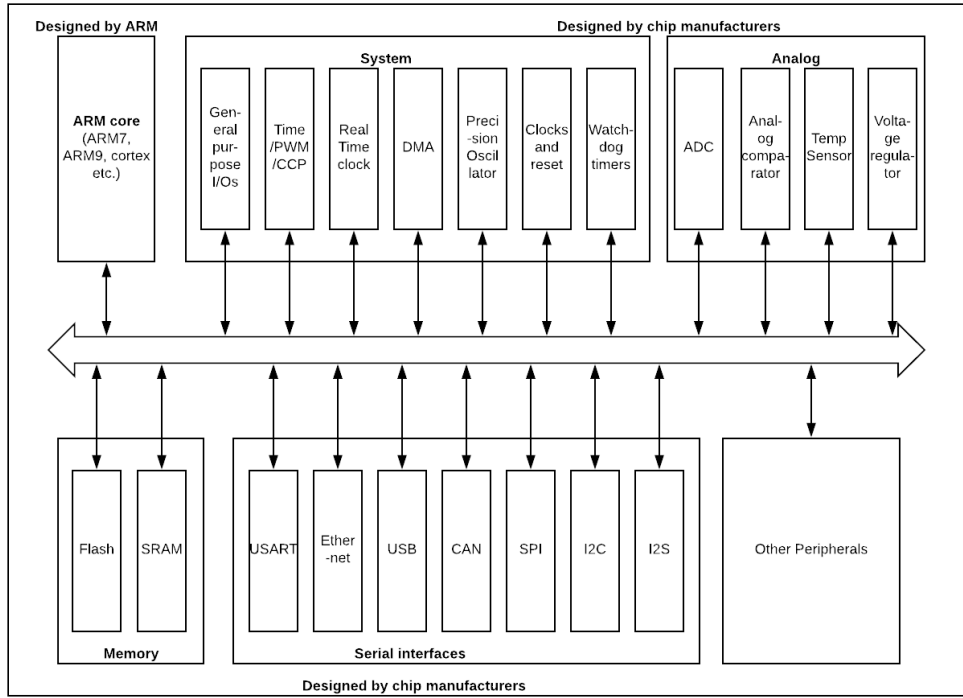 Designed by ARM
Designed by chip manufacturers
ARM core
(ARM7,
ARM9, cortex
etc.)
System
Gen-
eral
pur-
pose
I/Os
Time
/PWM
/CCP
Real
Time
clock
DMA
Preci
-sion
Oscil
lator
Clocks
and
reset
Watch-
dog
timers
Analog
ADC
Anal-
og
compa-
rator
Temp
Sensor
Volta-
ge
regula-
tor
Flash
SRAM
Memory
USART
Ether
-net
USB
CAN
SPI
I2C
I2S
Serial interfaces
Other Peripherals
Designed by chip manufacturers